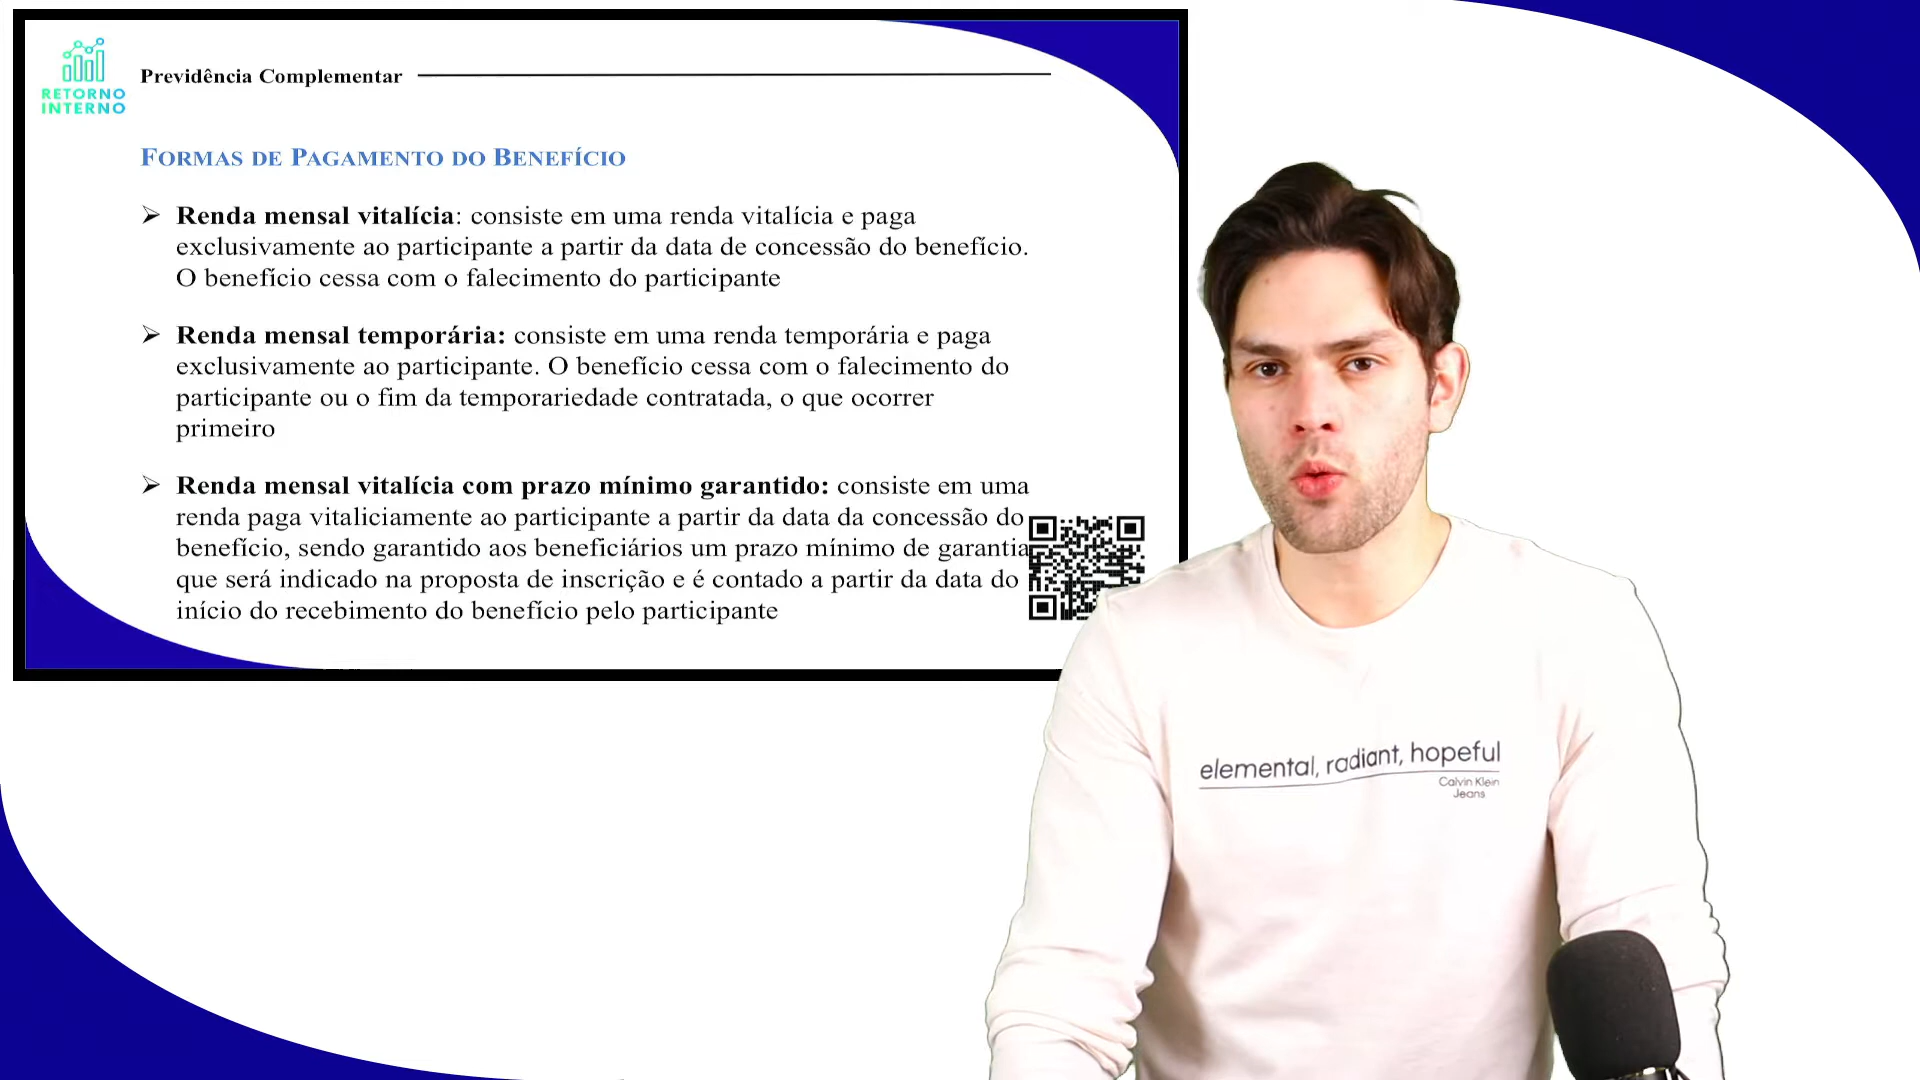 RETORNO
INTERNO
Previdência Complementar
FORMAS DE PAGAMENTO DO BENEFÍCIO
➢ Renda mensal vitalícia: consiste em uma renda vitalícia e paga
exclusivamente ao participante a partir da data de concessão do benefício.
O benefício cessa com o falecimento do participante
➢ Renda mensal temporária: consiste em uma renda temporária e paga
exclusivamente ao participante. O benefício cessa com o falecimento do
participante ou o fim da temporariedade contratada, o que ocorrer
primeiro
➢ Renda mensal vitalícia com prazo mínimo garantido: consiste em uma
renda paga vitaliciamente ao participante a partir da data da concessão do
benefício, sendo garantido aos beneficiários um prazo mínimo de garantia
que será indicado na proposta de inscrição e é contado a partir da data do
início do recebimento do benefício pelo participante
elemental, radiant, hopeful
Calvin Klein
Jeans